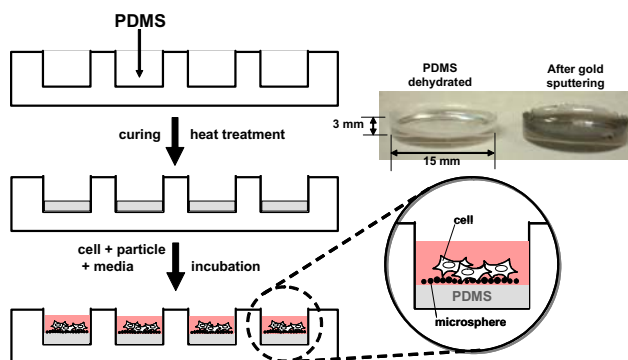 PDMS
PDMS
dehydrated
After gold
sputtering
3 mm
15 mm
curing
heat treatment
cell + particle
+ media
incubation
cell
PDMS
microsphere